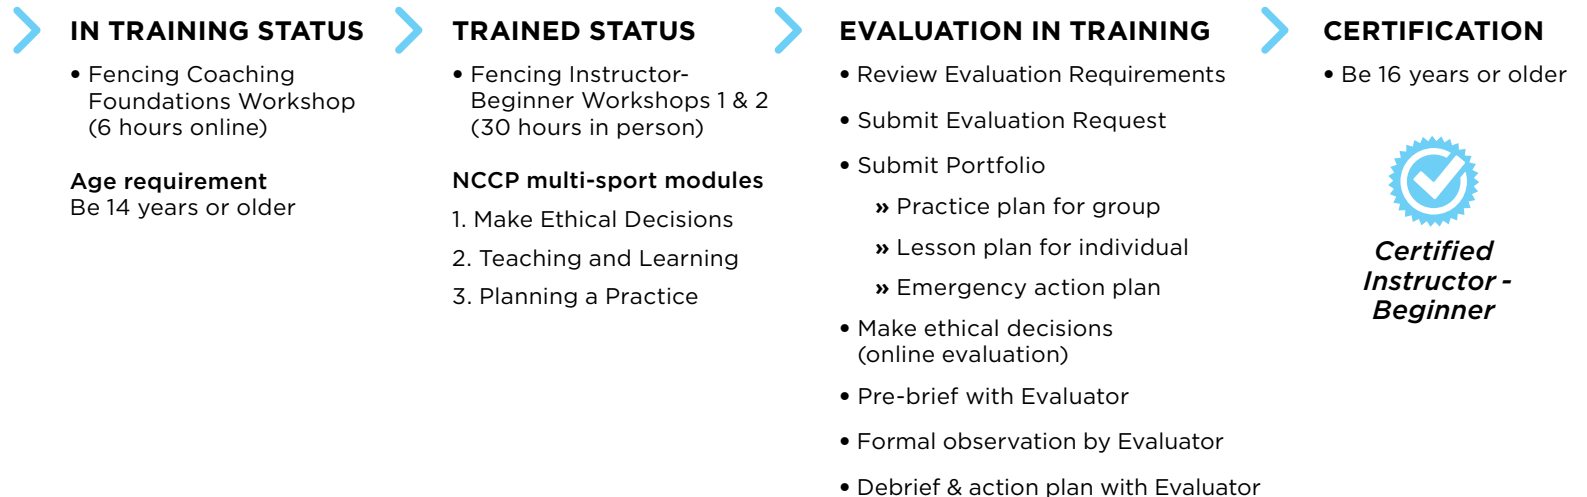 IN TRAINING STATUS
• Fencing Coaching
Foundations Workshop
(6 hours online)
Age requirement
Be 14 years or older
TRAINED STATUS
• Fencing Instructor-
Beginner Workshops 1 & 2
(30 hours in person)
NCCP multi-sport modules
1. Make Ethical Decisions
2. Teaching and Learning
3. Planning a Practice
EVALUATION IN TRAINING
• Review Evaluation Requirements
• Submit Evaluation Request
• Submit Portfolio
» Practice plan for group
» Lesson plan for individual
» Emergency action plan
• Make ethical decisions
(online evaluation)
• Pre-brief with Evaluator
• Formal observation by Evaluator
• Debrief & action plan with Evaluator
CERTIFICATION
• Be 16 years or older
Certified
Instructor -
Beginner